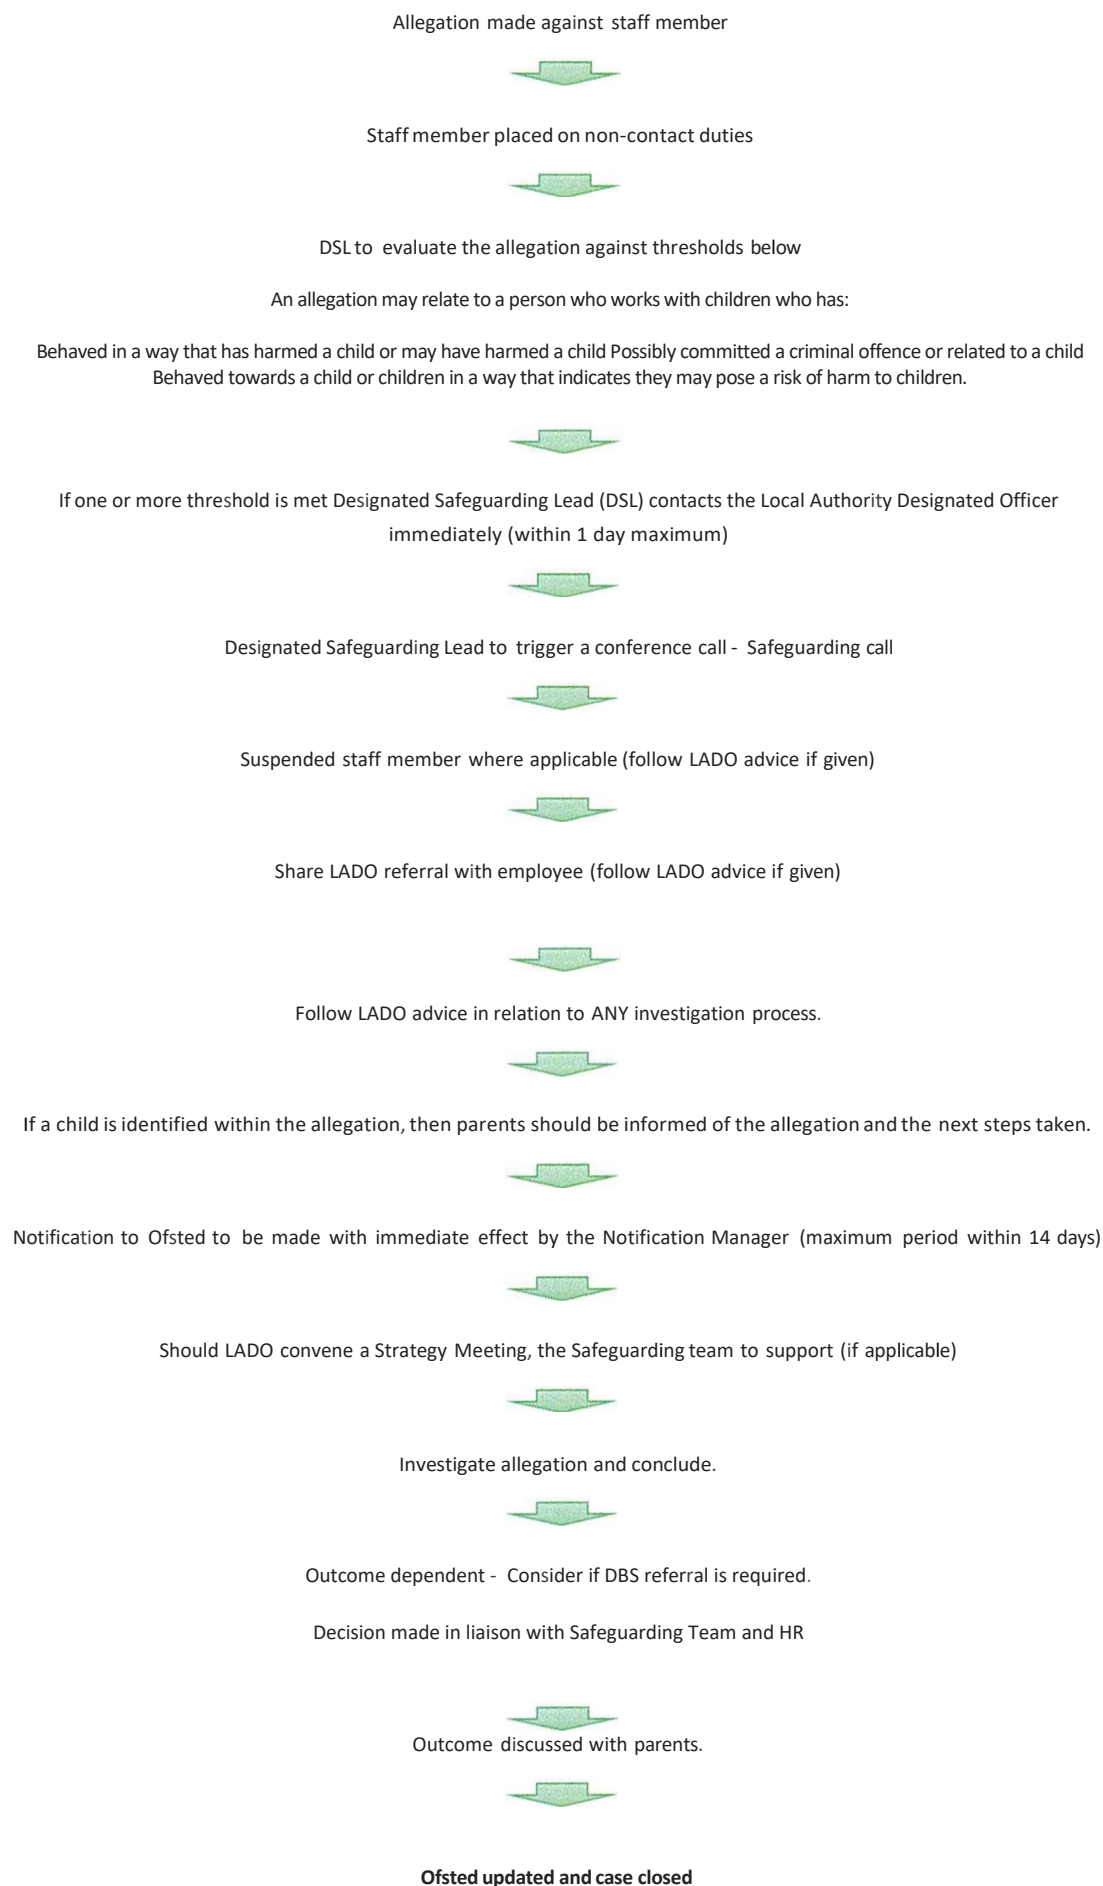 Allegation made against staff member
Staff member placed on non-contact duties
DSL to evaluate the allegation against thresholds below
An allegation may relate to a person who works with children who has:
Behaved in a way that has harmed a child or may have harmed a child Possibly committed a criminal offence or related to a child
Behaved towards a child or children in a way that indicates they may pose a risk of harm to children.
If one or more threshold is met Designated Safeguarding Lead (DSL) contacts the Local Authority Designated Officer
immediately (within 1 day maximum)
Designated Safeguarding Lead to trigger a conference call - Safeguarding call
Suspended staff member where applicable (follow LADO advice if given)
Share LADO referral with employee (follow LADO advice if given)
Follow LADO advice in relation to ANY investigation process.
If a child is identified within the allegation, then parents should be informed of the allegation and the next steps taken.
Notification to Ofsted to be made with immediate effect by the Notification Manager (maximum period within 14 days)
Should LADO convene a Strategy Meeting, the Safeguarding team to support (if applicable)
Investigate allegation and conclude.
Outcome dependent - Consider if DBS referral is required.
Decision made in liaison with Safeguarding Team and HR
Outcome discussed with parents.
Ofsted updated and case closed